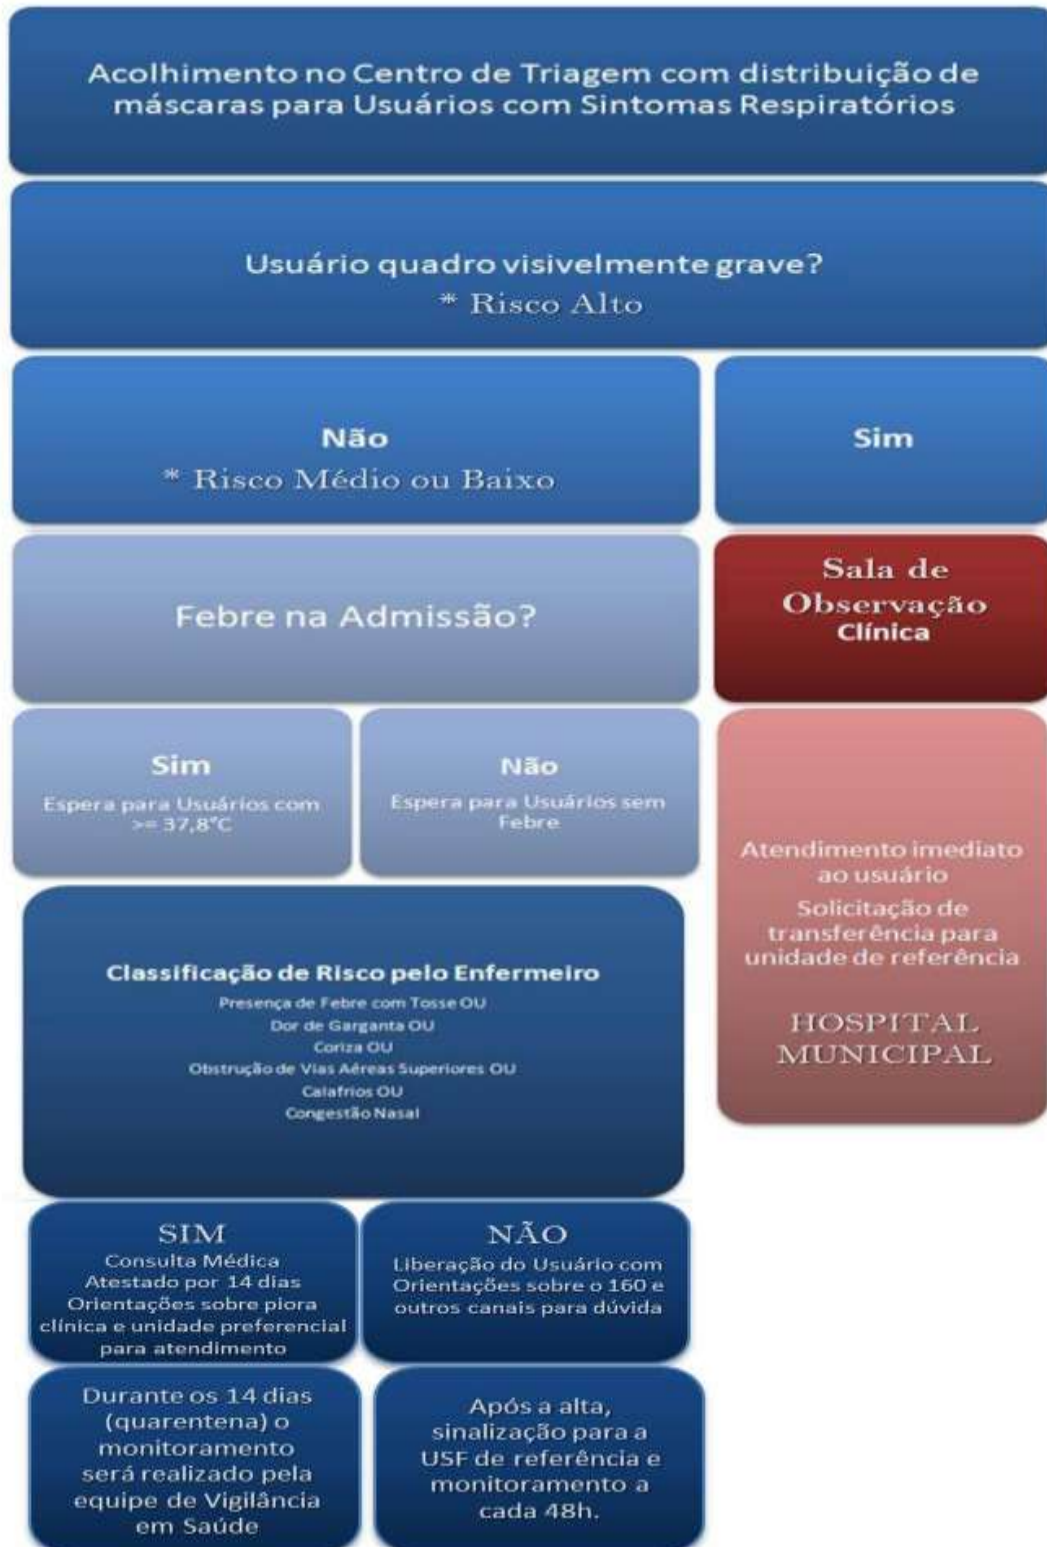 Acolhimento no Centro de Triagem com distribuição de
máscaras para Usuários com Sintomas Respiratórios
Usuário quadro visivelmente grave?
* Risco Alto
Não
* Risco Médio ou Baixo
Sim
Febre na Admissão?
Sala de
Observação
Clínica
Sim
Espera para Usuários com
>= 37,8°C
Não
Espera para Usuários sem
Febre
Atendimento imediato
ao usuário
Solicitação de
transferência para
unidade de referência
HOSPITAL
MUNICIPAL
Classificação de Risco pelo Enfermeiro
Presença de Febre com Tosse OU
Dor de Garganta OU
Coriza OU
Obstrução de Vias Aéreas Superiores OU
Calafrios OU
Congestão Nasal
SIM
Consulta Médica
Atestado por 14 dias
Orientações sobre piora
clínica e unidade preferencial
para atendimento
NÃO
Liberação do Usuário com
Orientações sobre o 160 e
outros canais para dúvida
Durante os 14 dias
(quarentena) o
monitoramento
será realizado pela
equipe de Vigilância
em Saúde
Após a alta,
sinalização para a
USF de referência e
monitoramento a
cada 48h.